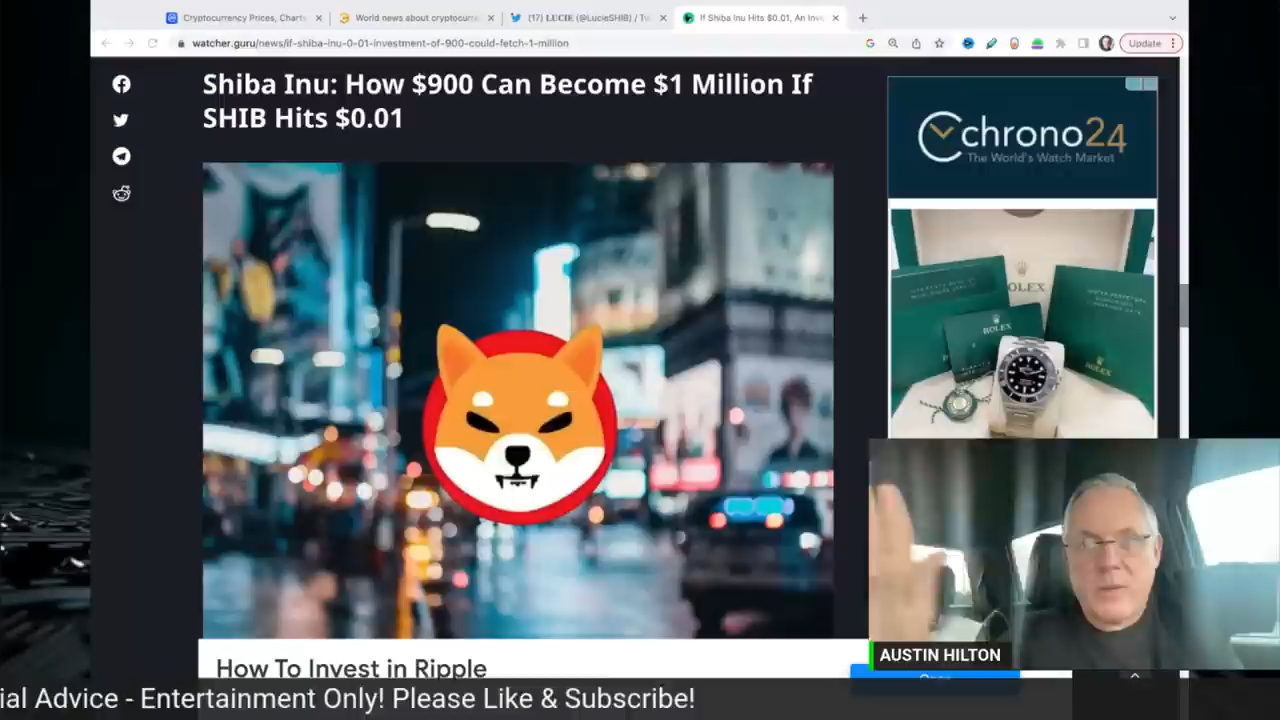 Cryptocurrency Prices, Charts
World news about cryptocurre
(17) LUCIE (@LucieSHIB) / Tw
If Shiba Inu Hits $0.01, An Inve
watcher.guru/news/if-shiba-inu-0-01-investment-of-900-could-fetch-1-million
Update
Shiba Inu: How $900 Can Become $1 Million If
SHIB Hits $0.01
chrono24
The World's Watch Market
ROLEX
ROLEX
ROLEX
How To Invest in Ripple
AUSTIN HILTON
ial Advice - Entertainment Only! Please Like & Subscribe!